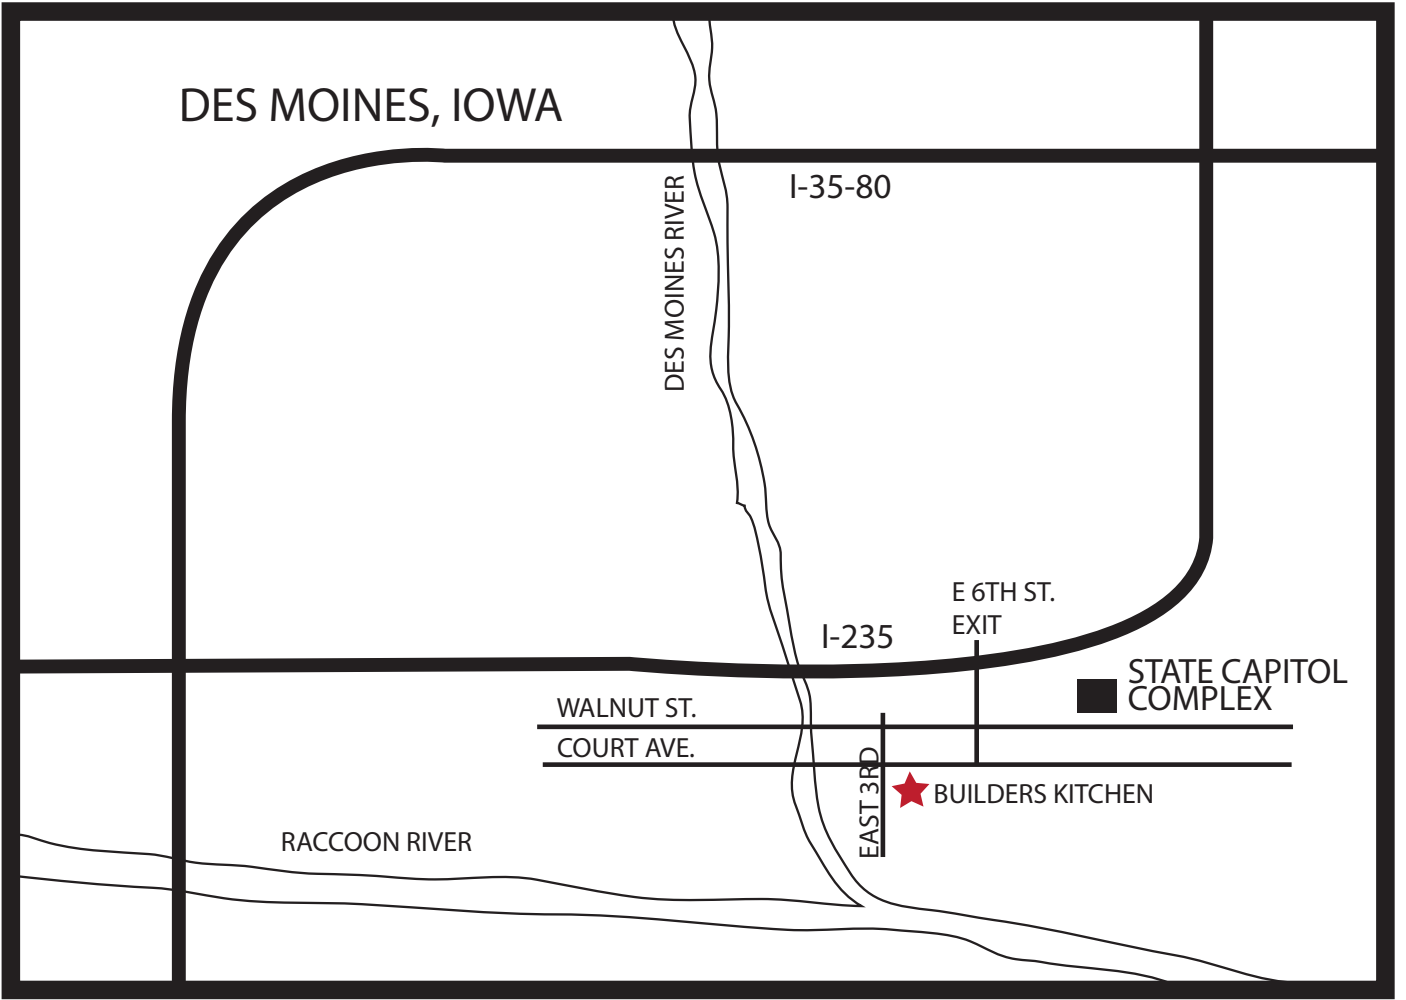 DES MOINES, IOWA
I-35-80
DES MOINES RIVER
E 6TH ST.
EXIT
I-235
STATE CAPITOL
COMPLEX
WALNUT ST.
COURT AVE.
EAST 3RD
BUILDERS KITCHEN
RACCOON RIVER